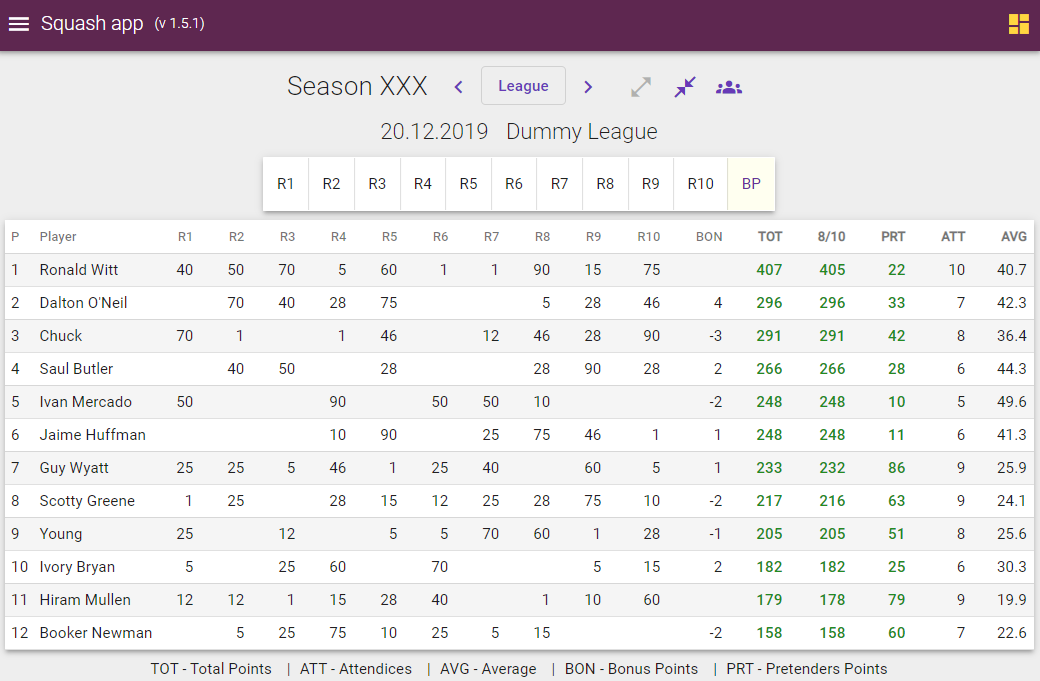 Squash app (v 1.5.1)
Season XXX League
20.12.2019 Dummy League
R1 R2 R3 R4 R5 R6 R7 R8 R9 R10 BP
P Player R1 R2 R3 R4 R5 R6 R7 R8 R9 R10 BON TOT 8/10 PRT ATT AVG
1 Ronald Witt 40 50 70 5 60 1 1 90 15 75 407 405 22 10 40.7
2 Dalton O'Neil 70 40 28 75 5 28 46 4 296 296 33 7 42.3
3 Chuck 70 1 1 46 12 46 28 90 -3 291 291 42 8 36.4
4 Saul Butler 40 50 28 28 90 28 2 266 266 28 6 44.3
5 Ivan Mercado 50 90 50 50 10 -2 248 248 10 5 49.6
6 Jaime Huffman 10 90 25 75 46 1 1 248 248 11 6 41.3
7 Guy Wyatt 25 25 5 46 1 25 40 60 5 1 233 232 86 9 25.9
8 Scotty Greene 1 25 28 15 12 25 28 75 10 -2 217 216 63 9 24.1
9 Young 25 12 5 5 70 60 1 28 -1 205 205 51 8 25.6
10 Ivory Bryan 5 25 60 70 5 15 2 182 182 25 6 30.3
11 Hiram Mullen 12 12 1 15 28 40 1 10 60 179 178 79 9 19.9
12 Booker Newman 5 25 75 10 25 5 15 -2 158 158 60 7 22.6
TOT - Total Points | ATT - Attendices | AVG - Average | BON - Bonus Points | PRT - Pretenders Points